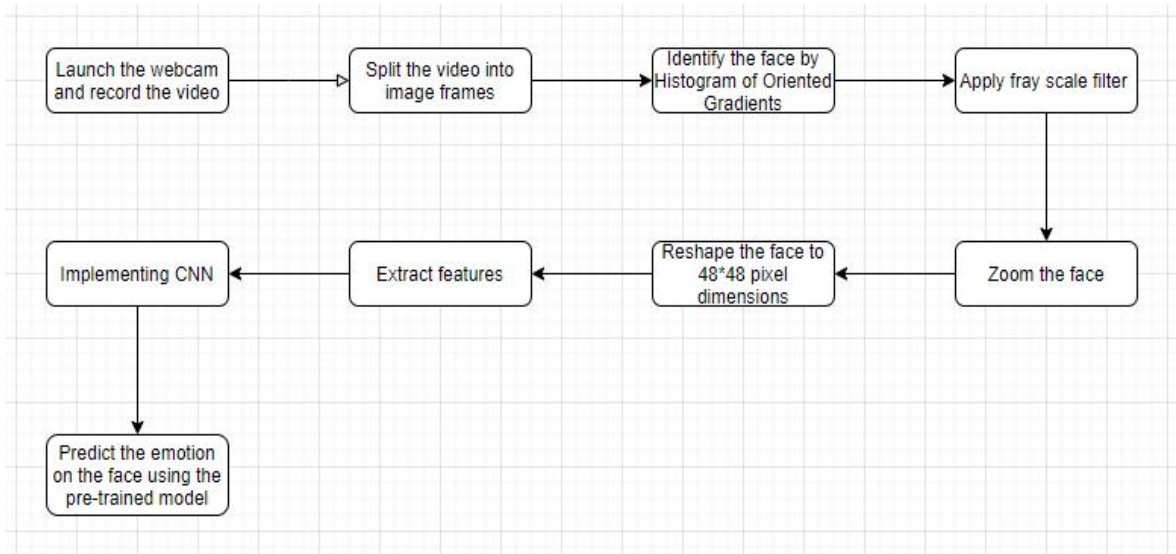 Launch the webcam
and record the video
Split the video into
image frames
Identify the face by
Histogram of Oriented
Gradients
Apply fray scale filter
Zoom the face
Reshape the face to
48*48 pixel
dimensions
Extract features
Implementing CNN
Predict the emotion
on the face using the
pre-trained model